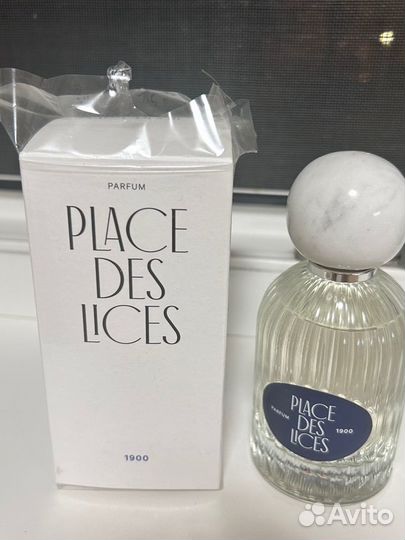 PARFUM
PLACE
DES
LICES
1900
PLACE
DES
LICES
PARFUM
1900
Avito